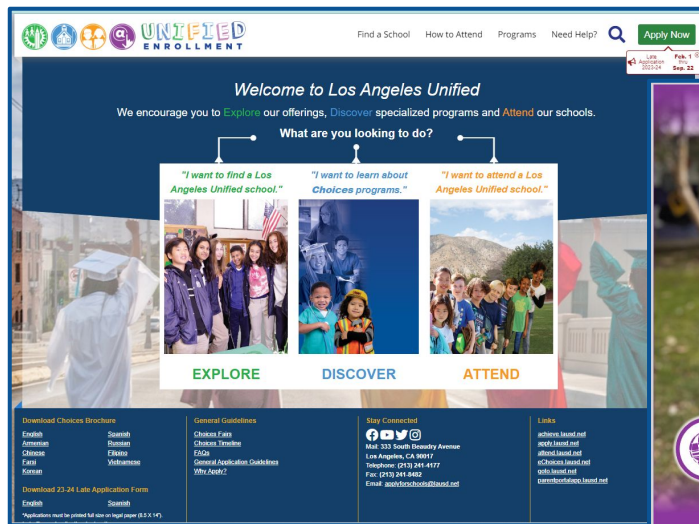 UNIFIED
ENROLLMENT
Find a School How to Attend Programs Need Help? Apply Now
Late Application 2023-24 Feb. 1 thru Sep. 22
Welcome to Los Angeles Unified
We encourage you to Explore our offerings, Discover specialized programs and Attend our schools.
What are you looking to do?
"I want to find a Los
Angeles Unified school."
"I want to learn about
Choices programs."
"I want to attend a Los
Angeles Unified school."
EXPLORE
DISCOVER
ATTEND
Download Choices Brochure
English Spanish
Armenian Russian
Chinese Filipino
Farsi Vietnamese
Korean
Download 23-24 Late Application Form
English Spanish
*Applications must be printed full size on legal paper (8.5 X 14").
General Guidelines
Choices Fairs
Choices Timeline
FAQs
General Application Guidelines
Why Apply?
Stay Connected
Mail: 333 South Beaudry Avenue
Los Angeles, CA 90017
Telephone: (213) 241-4177
Fax: (213) 241-8482
Email: applyforschools@lausd.net
Links
achieve.lausd.net
apply.lausd.net
attend.lausd.net
eChoices.lausd.net
goto.lausd.net
parentportalapp.lausd.net